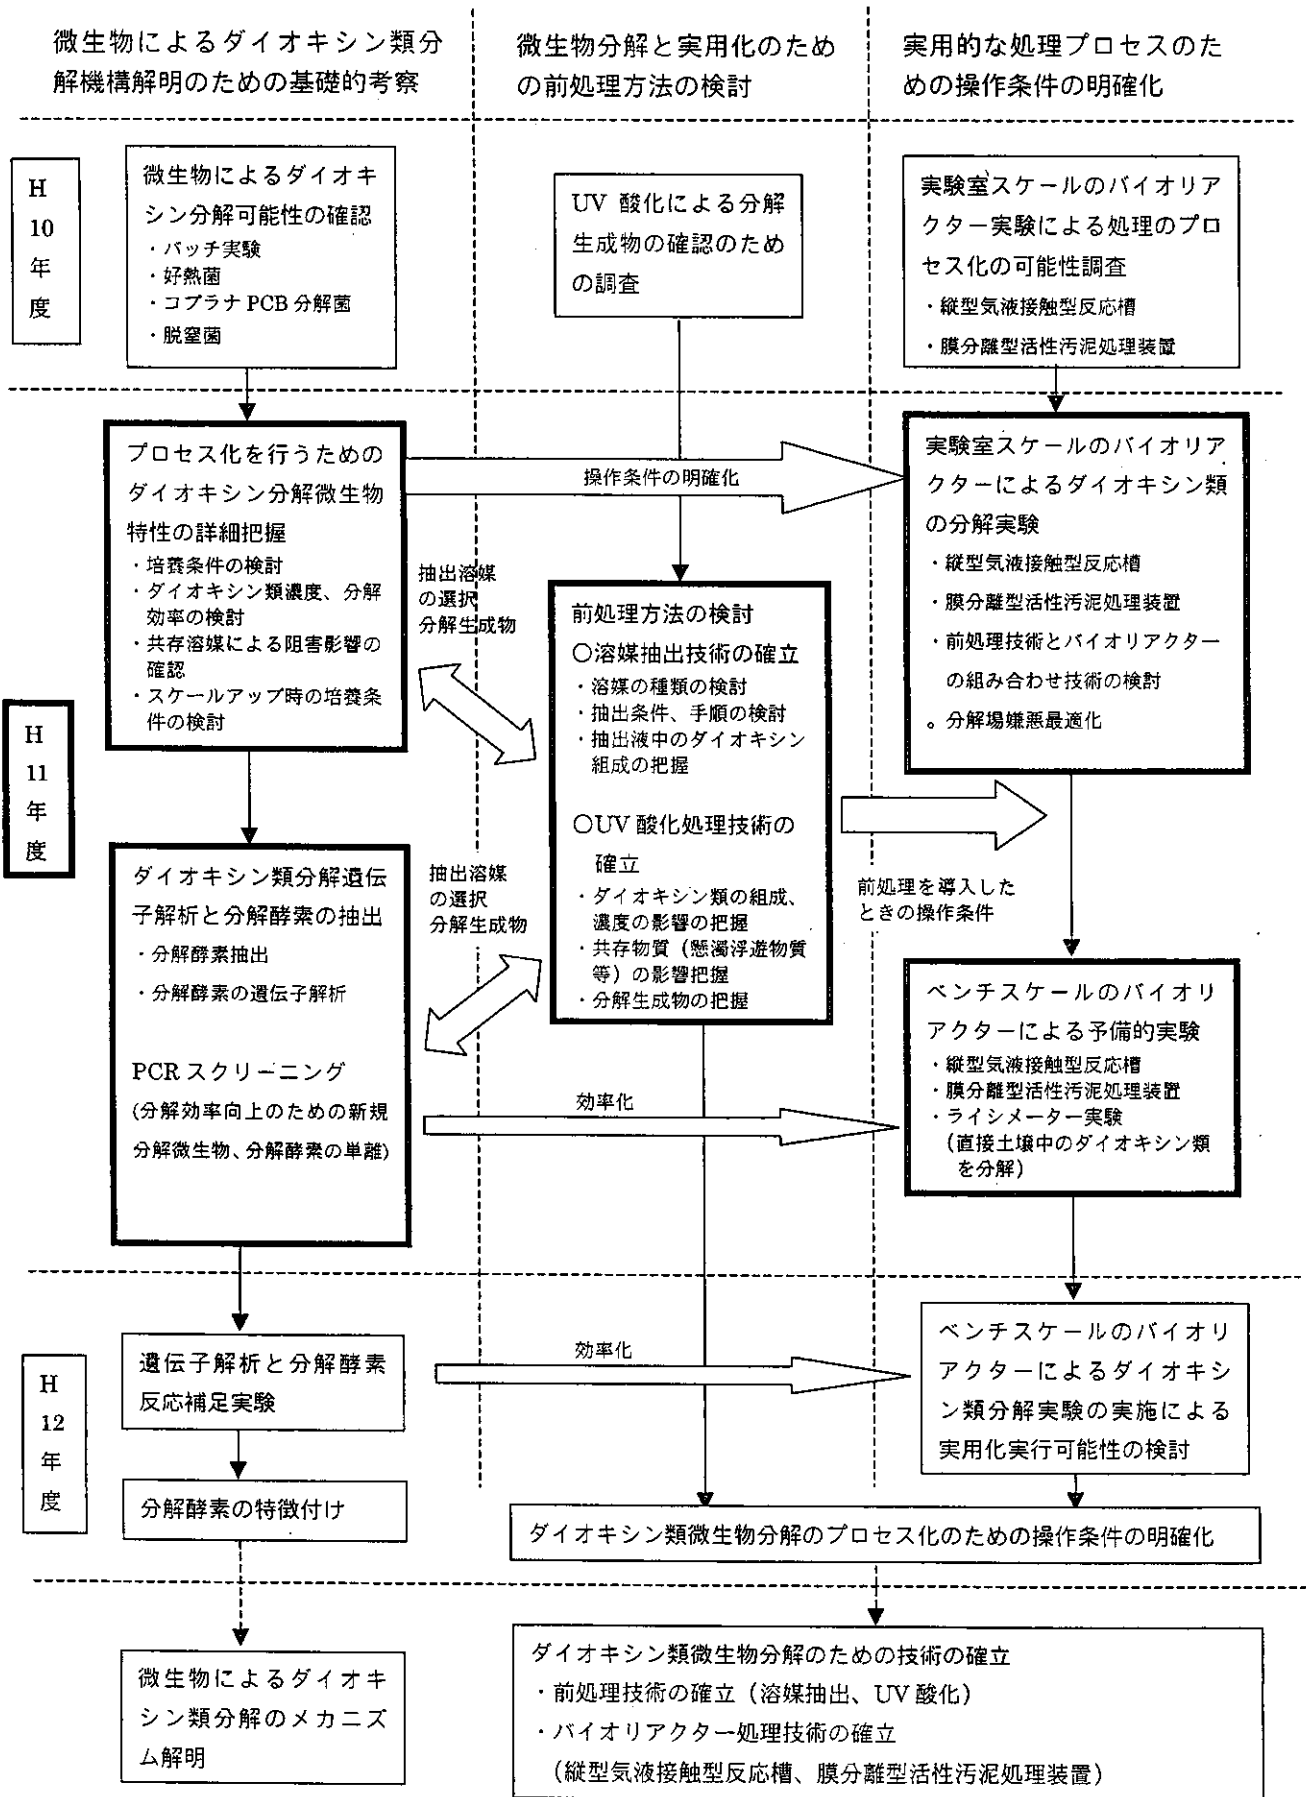 微生物によるダイオキシン類分
解機構解明のための基礎的考察
微生物分解と実用化のため
の前処理方法の検討
実用的な処理プロセスのた
めの操作条件の明確化
H
10
年
度
微生物によるダイオキ
シン分解可能性の確認
・バッチ実験
・好熱菌
・コプラナ PCB 分解菌
・脱窒菌
UV 酸化による分解
生成物の確認のため
の調査
実験室スケールのバイオリア
クター実験による処理のプロ
セス化の可能性調査
・縦型気液接触型反応槽
・膜分離型活性汚泥処理装置
H
11
年
度
プロセス化を行うための
ダイオキシン分解微生物
特性の詳細把握
・培養条件の検討
・ダイオキシン類濃度、分解
効率の検討
・共存溶媒による阻害影響の
確認
・スケールアップ時の培養条
件の検討
操作条件の明確化
抽出溶媒
の選択
分解生成物
前処理方法の検討
○溶媒抽出技術の確立
・溶媒の種類の検討
・抽出条件、手順の検討
・抽出液中のダイオキシン
組成の把握
○UV 酸化処理技術の
確立
・ダイオキシン類の組成、
濃度の影響の把握
・共存物質（懸濁浮遊物質
等）の影響把握
・分解生成物の把握
実験室スケールのバイオリア
クターによるダイオキシン類
の分解実験
・縦型気液接触型反応槽
・膜分離型活性汚泥処理装置
・前処理技術とバイオリアクター
の組み合わせ技術の検討
。分解場嫌悪最適化
前処理を導入した
ときの操作条件
ダイオキシン類分解遺伝
子解析と分解酵素の抽出
・分解酵素抽出
・分解酵素の遺伝子解析
PCR スクリーニング
(分解効率向上のための新規
分解微生物、分解酵素の単離)
抽出溶媒
の選択
分解生成物
効率化
ベンチスケールのバイオリ
アクターによる予備的実験
・縦型気液接触型反応槽
・膜分離型活性汚泥処理装置
・ライシメーター実験
（直接土壌中のダイオキシン類
を分解）
H
12
年
度
遺伝子解析と分解酵素
反応補足実験
効率化
ベンチスケールのバイオリ
アクターによるダイオキシ
ン類分解実験の実施による
実用化実行可能性の検討
分解酵素の特徴付け
ダイオキシン類微生物分解のプロセス化のための操作条件の明確化
微生物によるダイオキ
シン類分解のメカニズ
ム解明
ダイオキシン類微生物分解のための技術の確立
・前処理技術の確立（溶媒抽出、UV 酸化）
・バイオリアクター処理技術の確立
（縦型気液接触型反応槽、膜分離型活性汚泥処理装置）